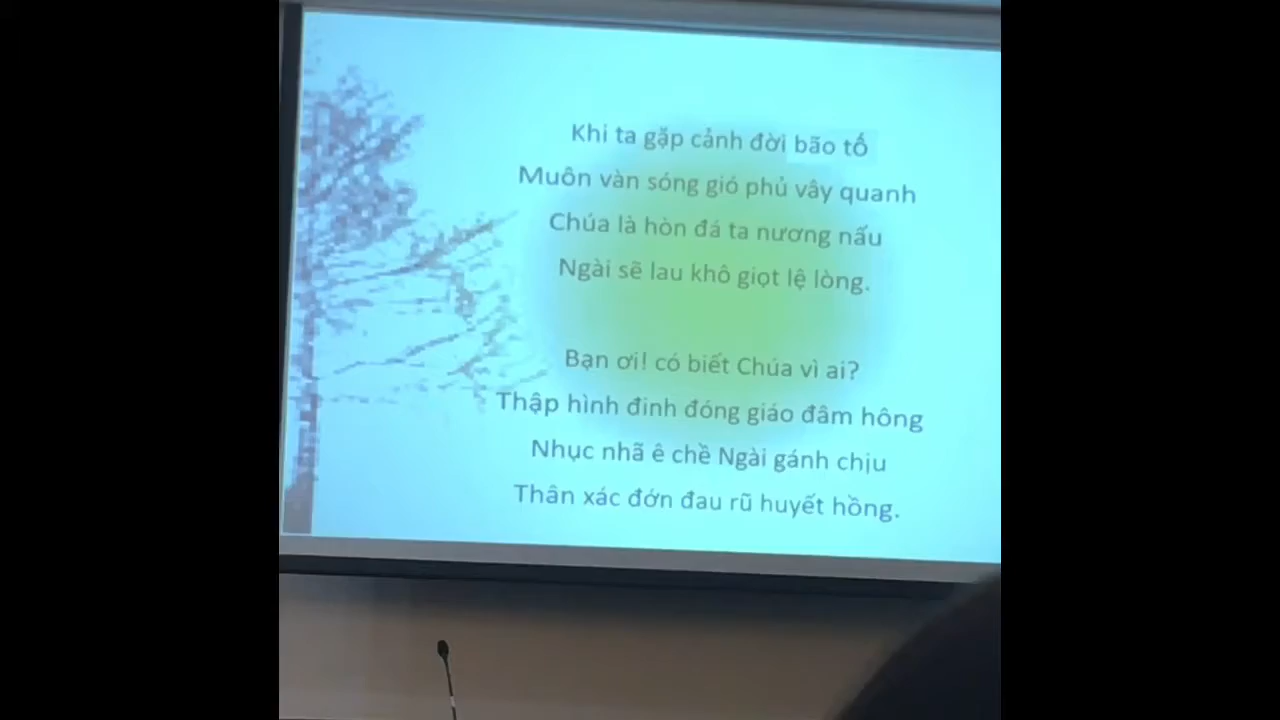 Khi ta gặp cảnh đời bão tố
Muôn vàn sóng gió phủ vây quanh
Chúa là hòn đá ta nương nấu
Ngài sẽ lau khô giọt lệ lòng.
Bạn ơi! có biết Chúa vì ai?
Thập hình đinh đóng giáo đâm hông
Nhục nhã ê chề Ngài gánh chịu
Thân xác đớn đau rũ huyết hồng.